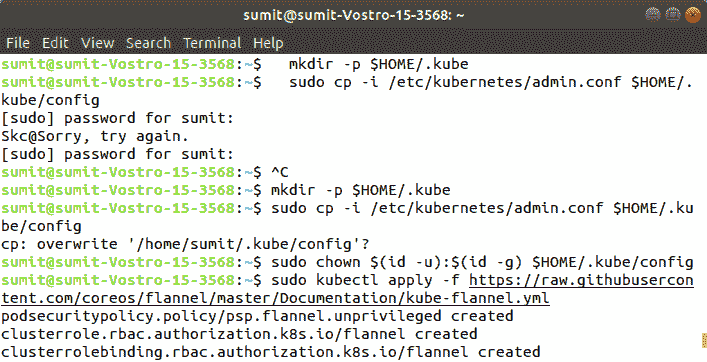 sumit@sumit-Vostro-15-3568: ~
File Edit View Search Terminal Help
sumit@sumit-Vostro-15-3568:~$   mkdir -p $HOME/.kube
sumit@sumit-Vostro-15-3568:~$   sudo cp -i /etc/kubernetes/admin.conf $HOME/.
kube/config
[sudo] password for sumit:
Skc@Sorry, try again.
[sudo] password for sumit:
sumit@sumit-Vostro-15-3568:~$ ^C
sumit@sumit-Vostro-15-3568:~$ mkdir -p $HOME/.kube
sumit@sumit-Vostro-15-3568:~$ sudo cp -i /etc/kubernetes/admin.conf $HOME/.ku
be/config
cp: overwrite '/home/sumit/.kube/config'?
sumit@sumit-Vostro-15-3568:~$ sudo chown $(id -u):$(id -g) $HOME/.kube/config
sumit@sumit-Vostro-15-3568:~$ sudo kubectl apply -f https://raw.githubusercon
tent.com/coreos/flannel/master/Documentation/kube-flannel.yml
podsecuritypolicy.policy/psp.flannel.unprivileged created
clusterrole.rbac.authorization.k8s.io/flannel created
clusterrolebinding.rbac.authorization.k8s.io/flannel created